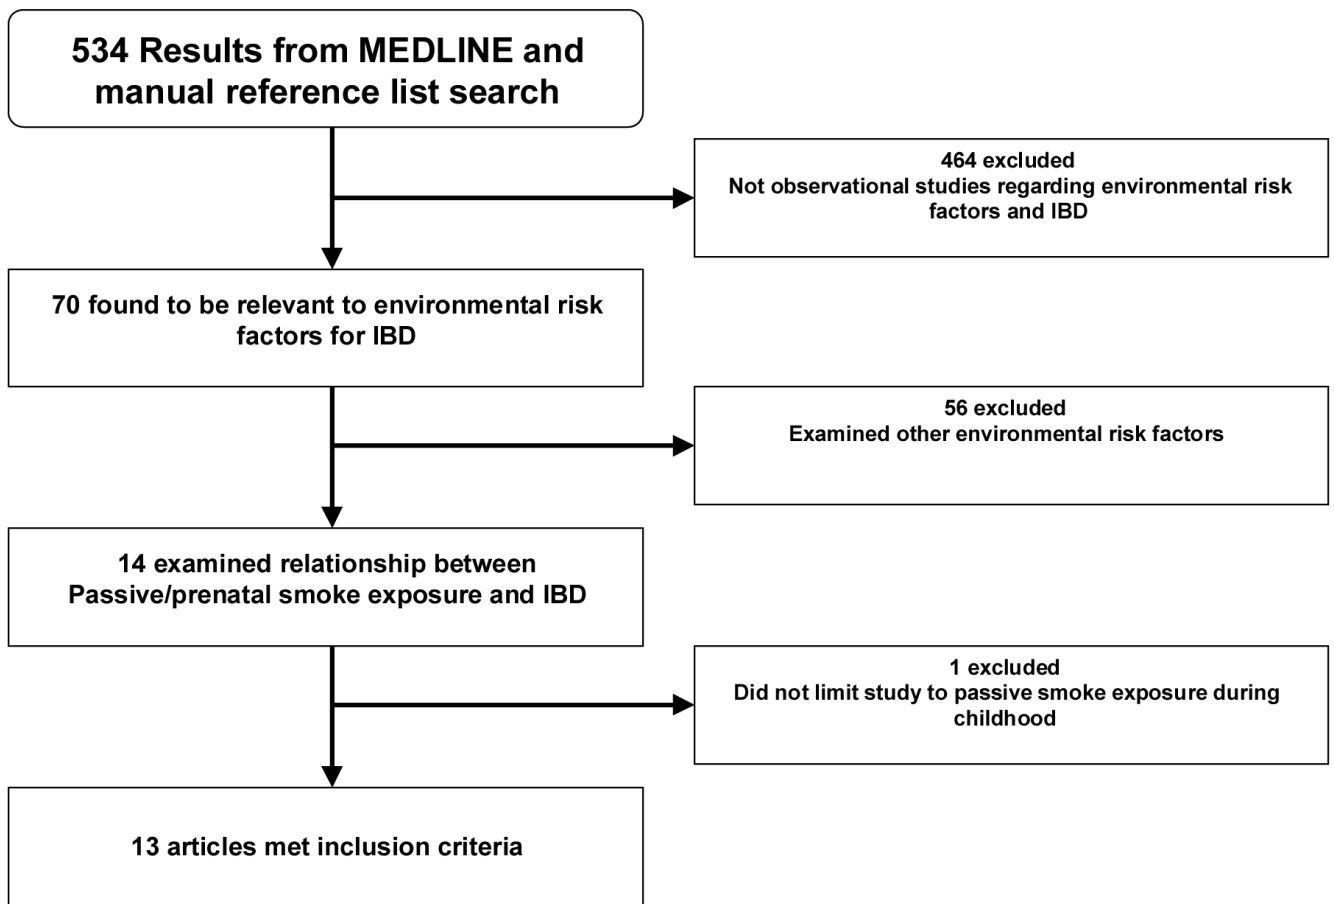 534 Results from MEDLINE and
manual reference list search
464 excluded
Not observational studies regarding environmental risk
factors and IBD
70 found to be relevant to environmental risk
factors for IBD
56 excluded
Examined other environmental risk factors
14 examined relationship between
Passive/prenatal smoke exposure and IBD
1 excluded
Did not limit study to passive smoke exposure during
childhood
13 articles met inclusion criteria